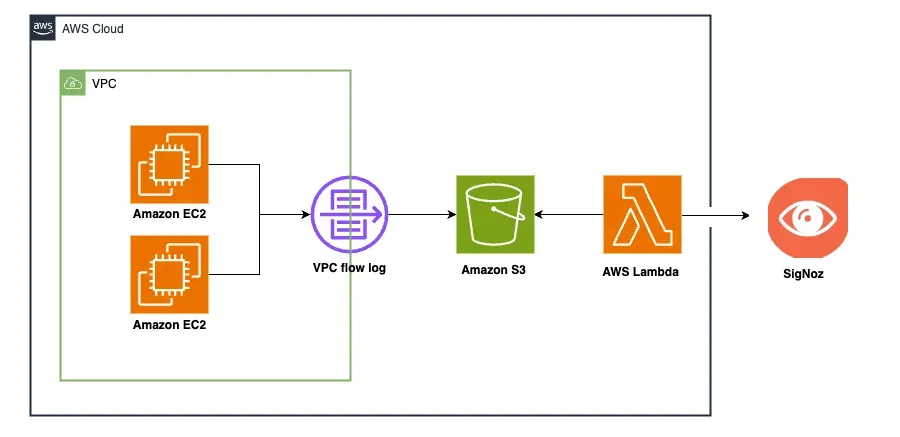 aws
AWS Cloud
VPC
Amazon EC2
Amazon EC2
VPC flow log
Amazon S3
AWS Lambda
SigNoz